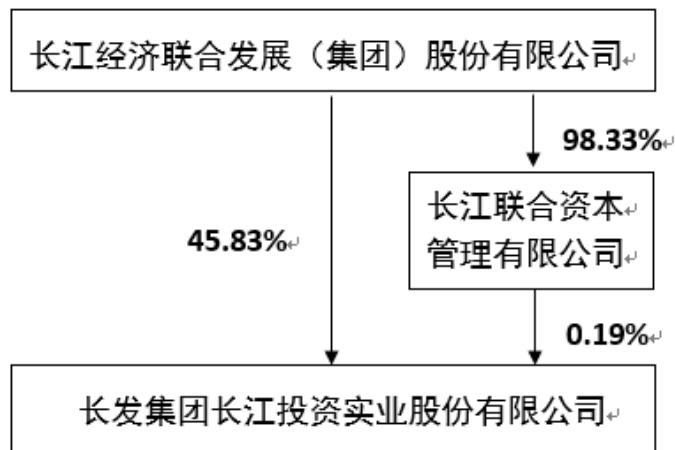 长江经济联合发展（集团）股份有限公司
98.33%
长江联合资本
管理有限公司
45.83%
0.19%
长发集团长江投资实业股份有限公司